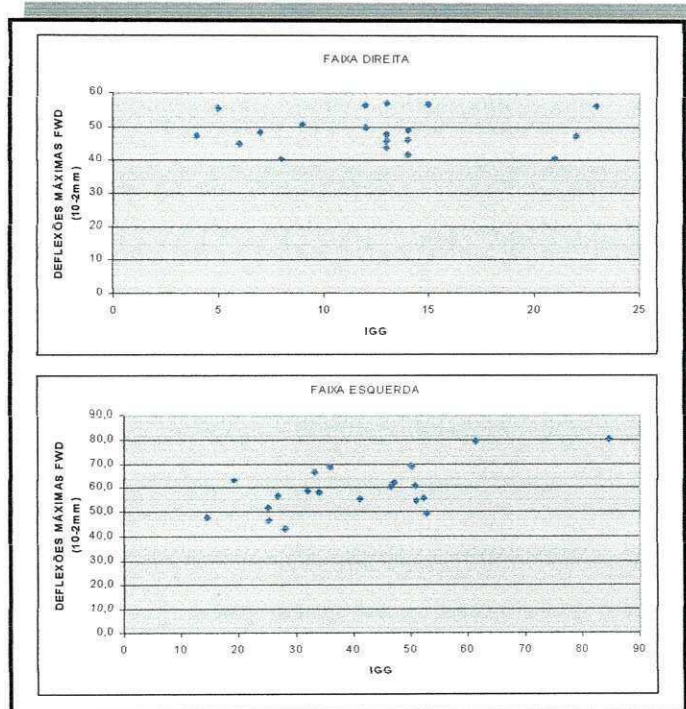 FAIXA DIREITA
DEFLEXÕES MÁXIMAS FWD
(10-2mm)
60
50
40
30
20
10
0
0 5 10 15 20 25
IGG
FAIXA ESQUERDA
DEFLEXÕES MÁXIMAS FWD
(10-2mm)
90,0
80,0
70,0
60,0
50,0
40,0
30,0
20,0
10,0
0,0
0 10 20 30 40 50 60 70 80 90
IGG